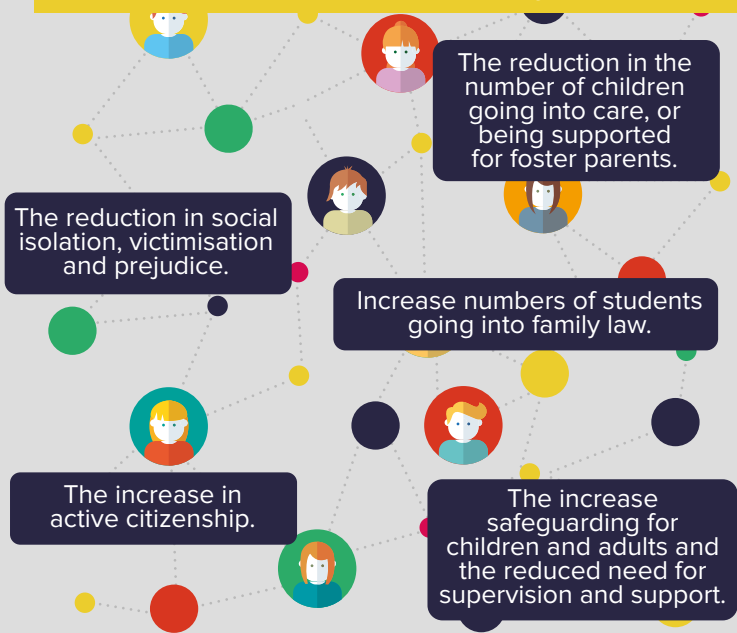 The reduction in the
number of children
going into care, or
being supported
for foster parents.
The reduction in social
isolation, victimisation
and prejudice.
Increase numbers of students
going into family law.
The increase in
active citizenship.
The increase
safeguarding for
children and adults and
the reduced need for
supervision and support.